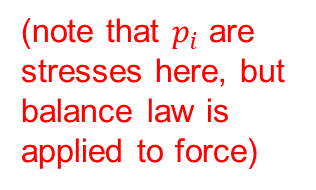 (note that pᵢ are
stresses here, but
balance law is
applied to force)